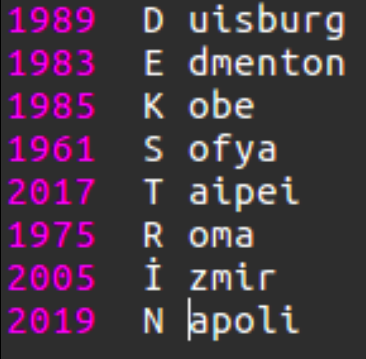 1989 D uisburg
1983 E dmenton
1985 K obe
1961 S ofya
2017 T aipei
1975 R oma
2005 İ zmir
2019 N apoli